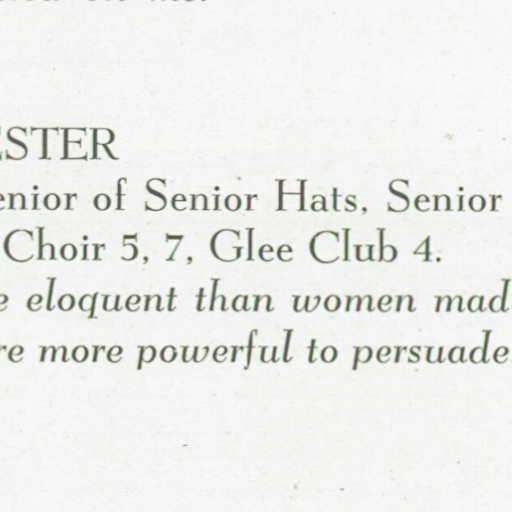 ESTER
enior of Senior Hats, Senior
Choir 5, 7, Glee Club 4.
e eloquent than women mad
re more powerful to persuade.